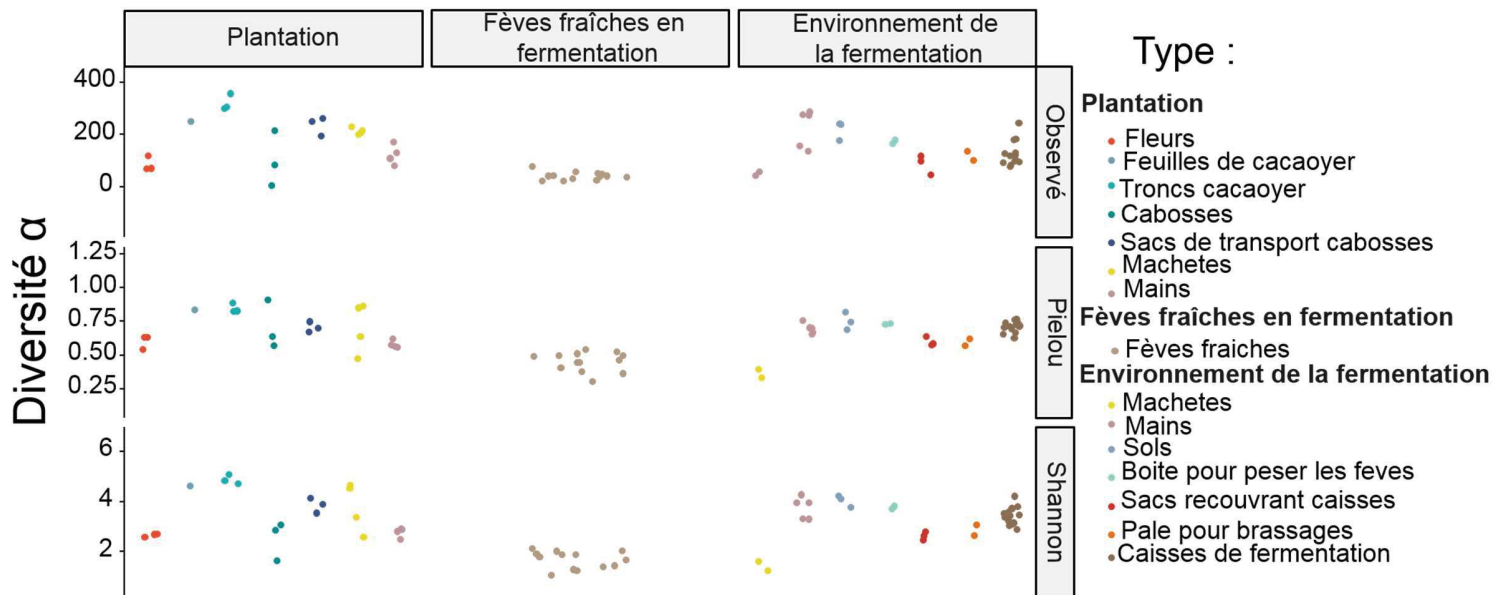 Plantation
Fèves fraîches en
fermentation
Environnement de
la fermentation
Diversité α
400
200
0
Observé
1.25
1.00
0.75
0.50
0.25
Pielou
6
4
2
Shannon
Type :
Plantation
Fleurs
Feuilles de cacaoyer
Troncs cacaoyer
Cabosses
Sacs de transport cabosses
Machetes
Mains
Fèves fraîches en fermentation
Fèves fraiches
Environnement de la fermentation
Machetes
Mains
Sols
Boite pour peser les feves
Sacs recouvrant caisses
Pale pour brassages
Caisses de fermentation